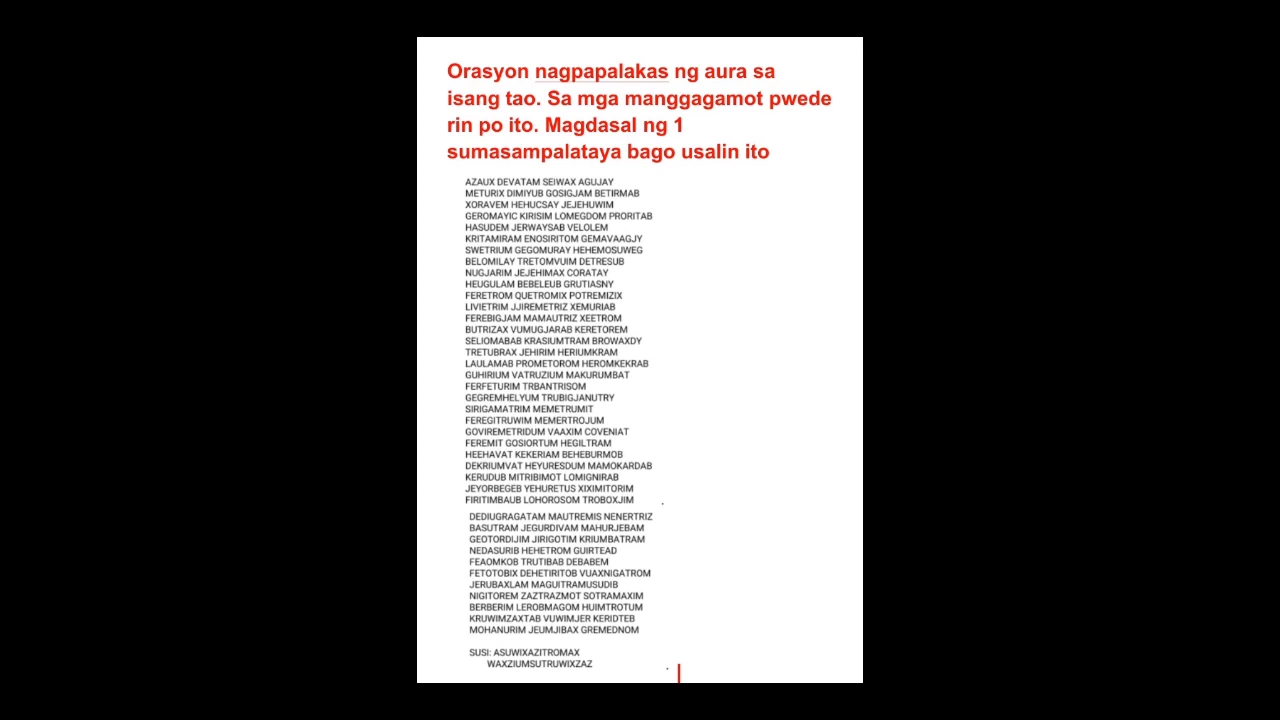 Orasyon nagpapalakas ng aura sa
isang tao. Sa mga manggagamot pwede
rin po ito. Magdasal ng 1
sumasampalataya bago usalin ito
AZAUX DEVATAM SEIWAX AGUJAY
METURIX DIMIYUB GOSIGJAM BETIRMAB
XORAVEM HEHUCSAY JEJEHUWIM
GEROMAYIC KIRISIM LOMEGDOM PRORITAB
HASUDEM JERWAYSAB VELOLEM
KRITAMIRAM ENOSIRITOM GEMAVAAGJY
SWETRIUM GEGOMURAY HEHEMOSUWEG
BELOMILAY TRETOMVUIM DETRESUB
NUGJARIM JEJEHIMAX CORATAY
HEUGULAM BEBELEUB GRUTIASNY
FERETROM QUETROMIX POTREMIZIX
LIVIETRIM JJIREMETRIZ XEMURIAB
FEREBIGJAM MAMAUTRIZ XEETROM
BUTRIZAX VUMUGJARAB KERETOREM
SELIOMABAB KRASIUMTRAM BROWAXDY
TRETUBRAX JEHIRIM HERIUMKRAM
LAULAMAB PROMETOROM HEROMKEKRAB
GUHIRIUM VATRUZIUM MAKURUMBAT
FERFETURIM TRBANTRISOM
GEGREMHELYUM TRUBIGJANUTRY
SIRIGAMATRIM MEMETRUMIT
FEREGITRUWIM MEMERTROJUM
GOVIREMETRIDUM VAAXIM COVENIAT
FEREMIT GOSIORTUM HEGILTRAM
HEEHAVAT KEKERIAM BEHEBURMOB
DEKRIUMVAT HEYURESDUM MAMOKARDAB
KERUDUB MITRIBIMOT LOMIGNIRAB
JEYORBEGEB YEHURETUS XIXIMITORIM
FIRITIMBAUB LOHOROSOM TROBOXJIM .
DEDIUGRAGATAM MAUTREMIS NENERTRIZ
BASUTRAM JEGURDIVAM MAHURJEBAM
GEOTORDIJIM JIRIGOTIM KRIUMBATRAM
NEDASURIB HEHETROM GUIRTEAD
FEAOMKOB TRUTIBAB DEBABEM
FETOTOBIX DEHETIRITOB VUAXNIGATROM
JERUBAXLAM MAGUITRAMUSUDIB
NIGITOREM ZAZTRAZMOT SOTRAMAXIM
BERBERIM LEROBMAGOM HUIMTROTUM
KRUWIMZAXTAB VUWIMJER KERIDTEB
MOHANURIM JEUMJIBAX GREMEDNOM
SUSI: ASUWIXAZITROMAX
WAXZIUMSUTRUWIXZAZ .